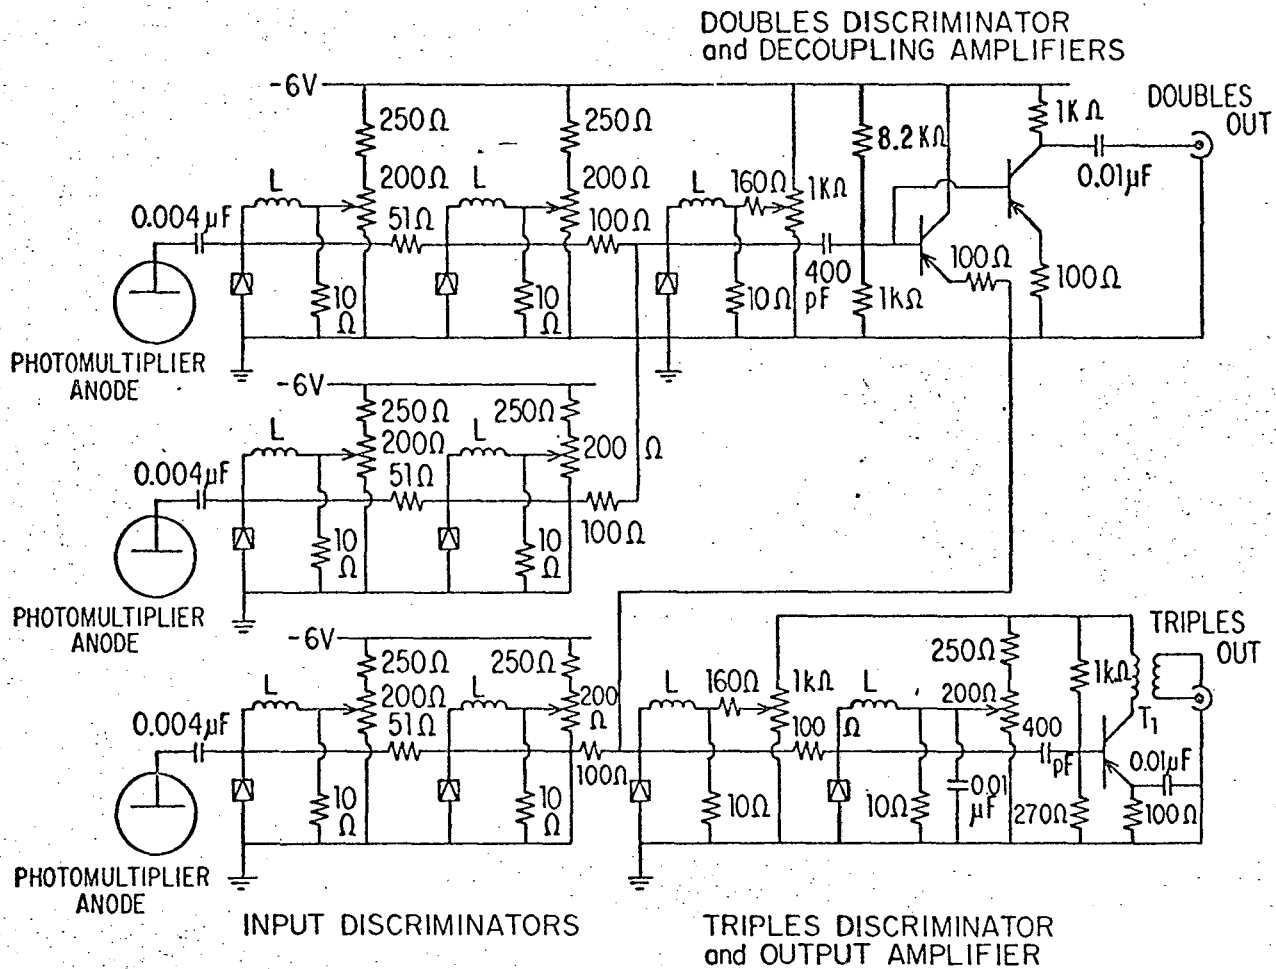 DOUBLES DISCRIMINATOR
and DECOUPLING AMPLIFIERS
-6V
250Ω
250Ω
8.2KΩ
1KΩ
DOUBLES
OUT
L
200Ω
L
200Ω
L
160Ω
1KΩ
0.01µF
0.004µF
51Ω
100Ω
400
pF
100Ω
100Ω
10
Ω
10
Ω
10Ω
1KΩ
PHOTOMULTIPLIER
ANODE
-6V
250Ω
250Ω
L
200Ω
L
200 Ω
0.004µF
51Ω
100Ω
10
Ω
10
Ω
PHOTOMULTIPLIER
ANODE
-6V
250Ω
250Ω
250Ω
1KΩ
TRIPLES
OUT
L
200Ω
L
200
Ω
L
160Ω
1KΩ
L
200Ω
T1
0.004µF
51Ω
100Ω
100 Ω
400
pF
0.01µF
10
Ω
10
Ω
10Ω
10Ω
0.01
µF
270Ω
100Ω
PHOTOMULTIPLIER
ANODE
INPUT DISCRIMINATORS
TRIPLES DISCRIMINATOR
and OUTPUT AMPLIFIER